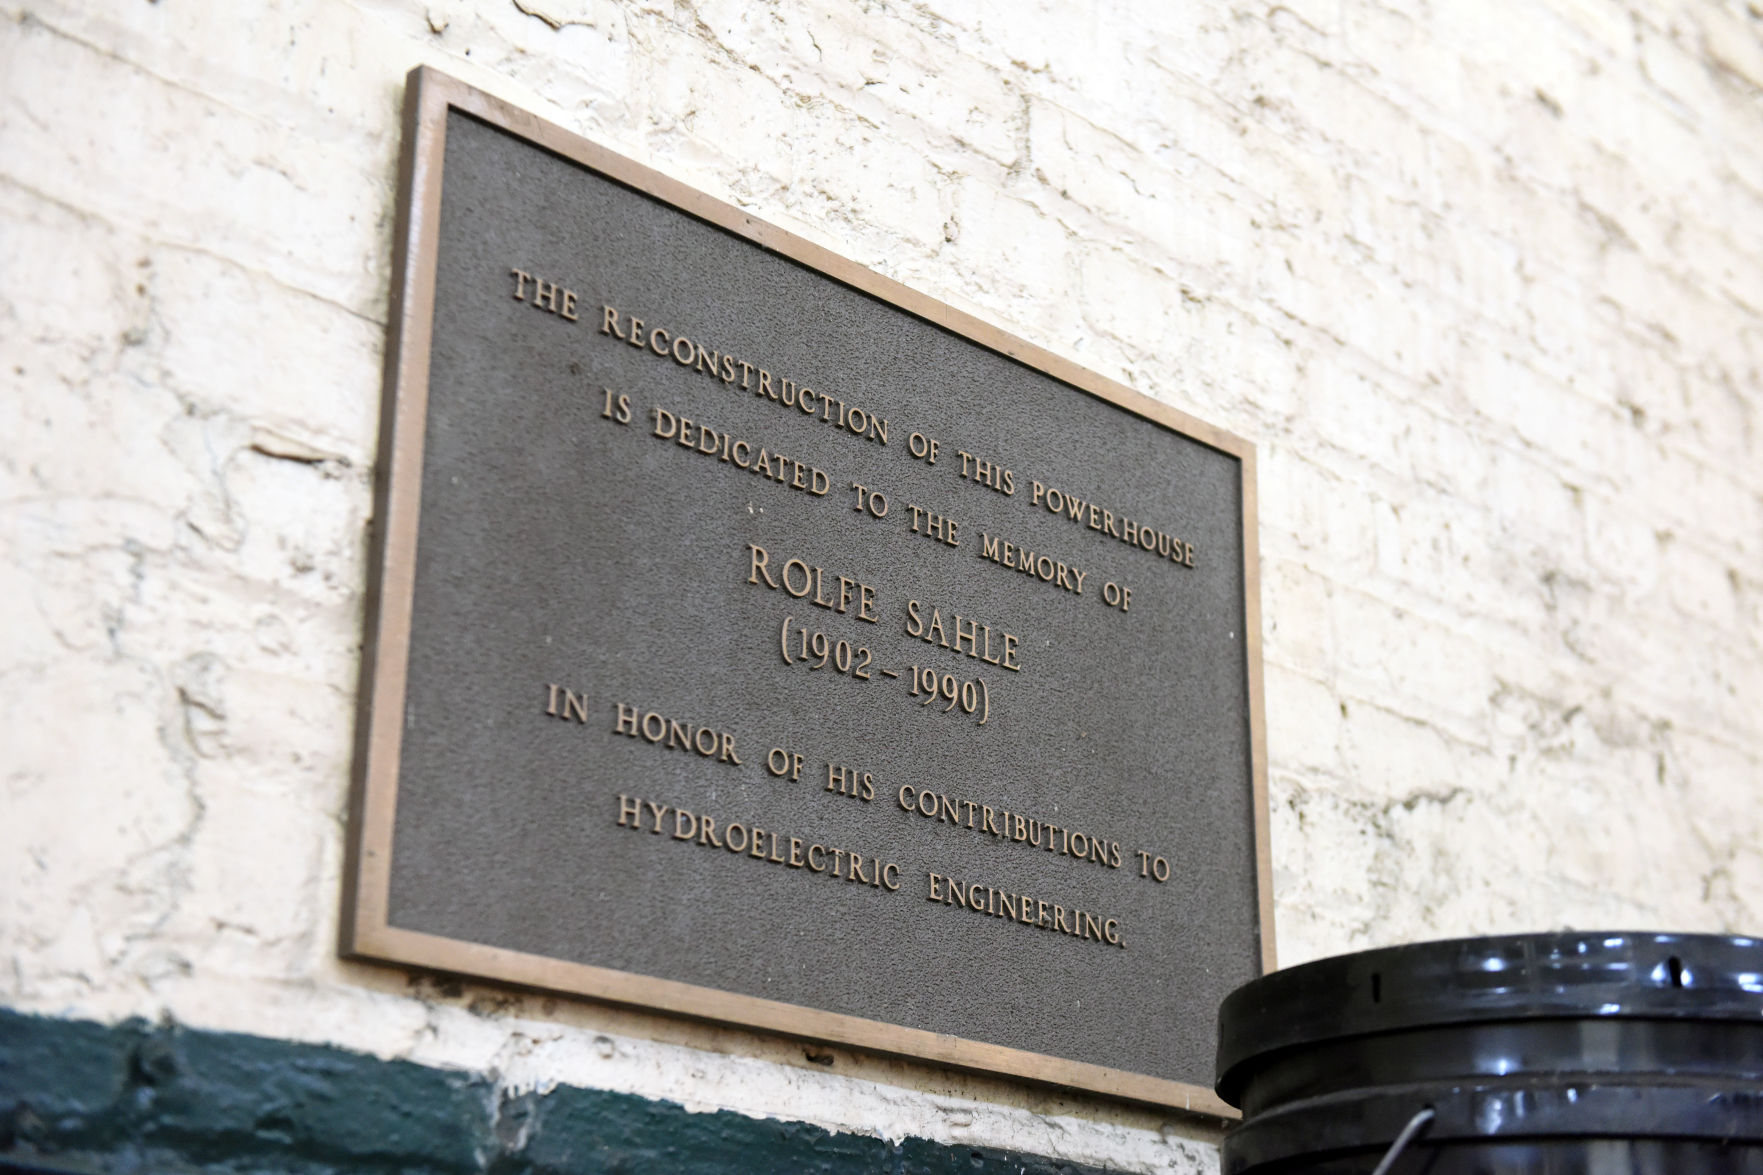 THE RECONSTRUCTION OF THIS POWERHOUSE
IS DEDICATED TO THE MEMORY OF
ROLFE SAHLE
(1902 – 1990)
IN HONOR OF HIS CONTRIBUTIONS TO
HYDROELECTRIC ENGINEERING.